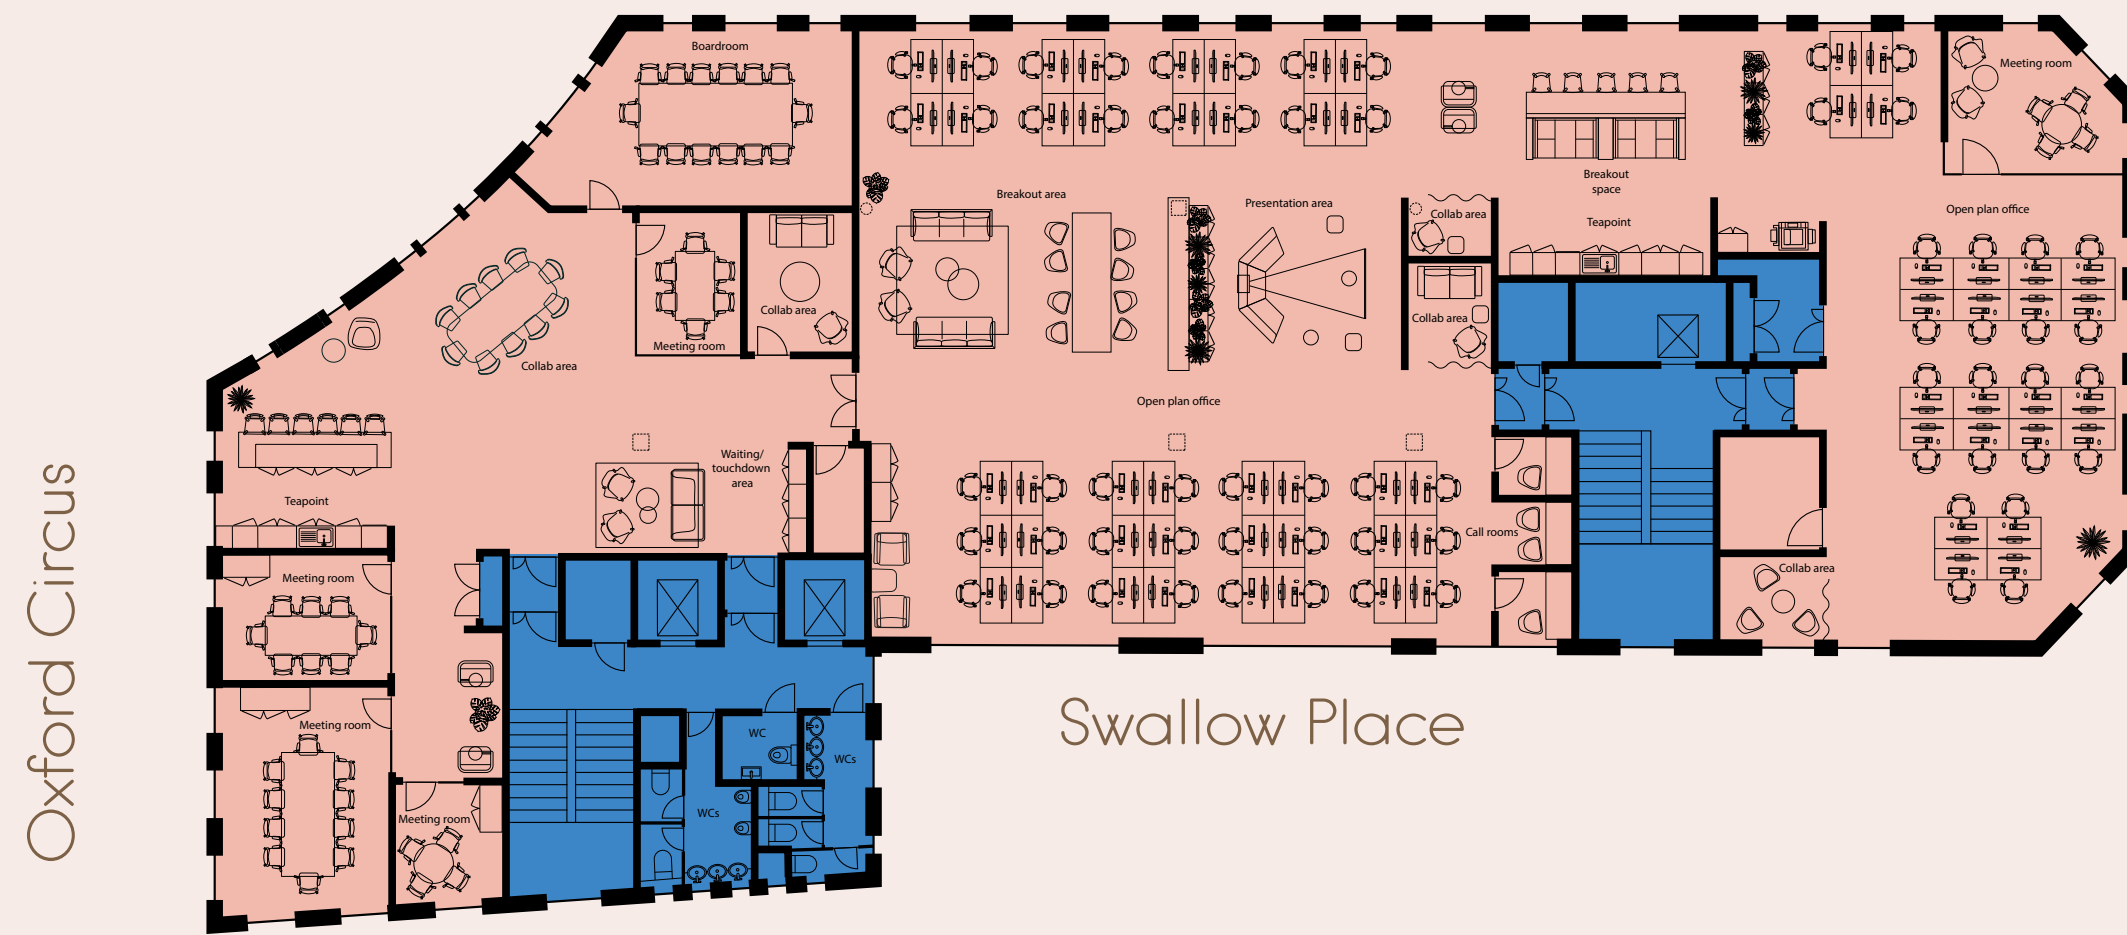 Boardroom
Meeting room
Breakout area
Presentation area
Collab area
Breakout
space
Teapoint
Open plan office
Meeting room
Collab area
Collab area
Collab area
Open plan office
Waiting/
touchdown
area
Teapoint
Call rooms
Meeting room
Collab area
Meeting room
WC
WCs
WCs
Meeting room
Oxford Circus
Swallow Place